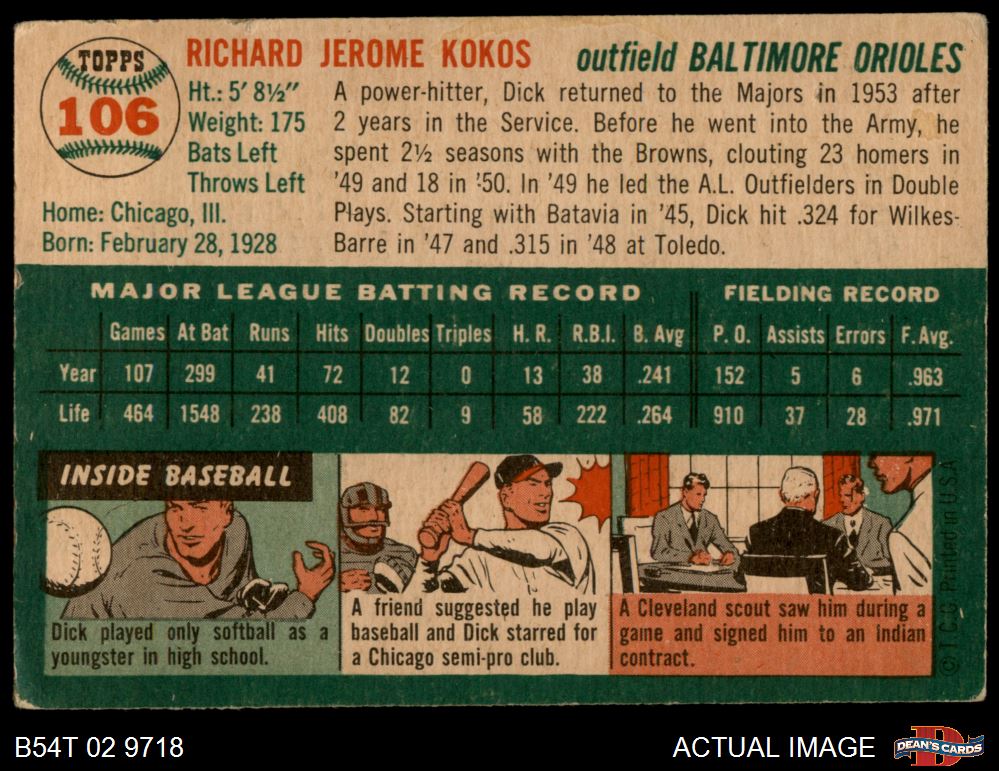 TOPPS
106
RICHARD JEROME KOKOS
outfield BALTIMORE ORIOLES
Ht.: 5' 8½"
Weight: 175
Bats Left
Throws Left
Home: Chicago, Ill.
Born: February 28, 1928
A power-hitter, Dick returned to the Majors in 1953 after
2 years in the Service. Before he went into the Army, he
spent 2½ seasons with the Browns, clouting 23 homers in
'49 and 18 in '50. In '49 he led the A.L. Outfielders in Double
Plays. Starting with Batavia in '45, Dick hit .324 for Wilkes-
Barre in '47 and .315 in '48 at Toledo.
MAJOR LEAGUE BATTING RECORD FIELDING RECORD
Games At Bat Runs Hits Doubles Triples H. R. R.B.I. B. Avg P. O. Assists Errors F. Avg.
Year 107 299 41 72 12 0 13 38 .241 152 5 6 .963
Life 464 1548 238 408 82 9 58 222 .264 910 37 28 .971
INSIDE BASEBALL
Dick played only softball as a
youngster in high school.
A friend suggested he play
baseball and Dick starred for
a Chicago semi-pro club.
A Cleveland scout saw him during a
game and signed him to an Indian
contract.
© T.C.G. Printed in U.S.A.
B54T 02 9718
ACTUAL IMAGE
D
DEAN'S CARDS